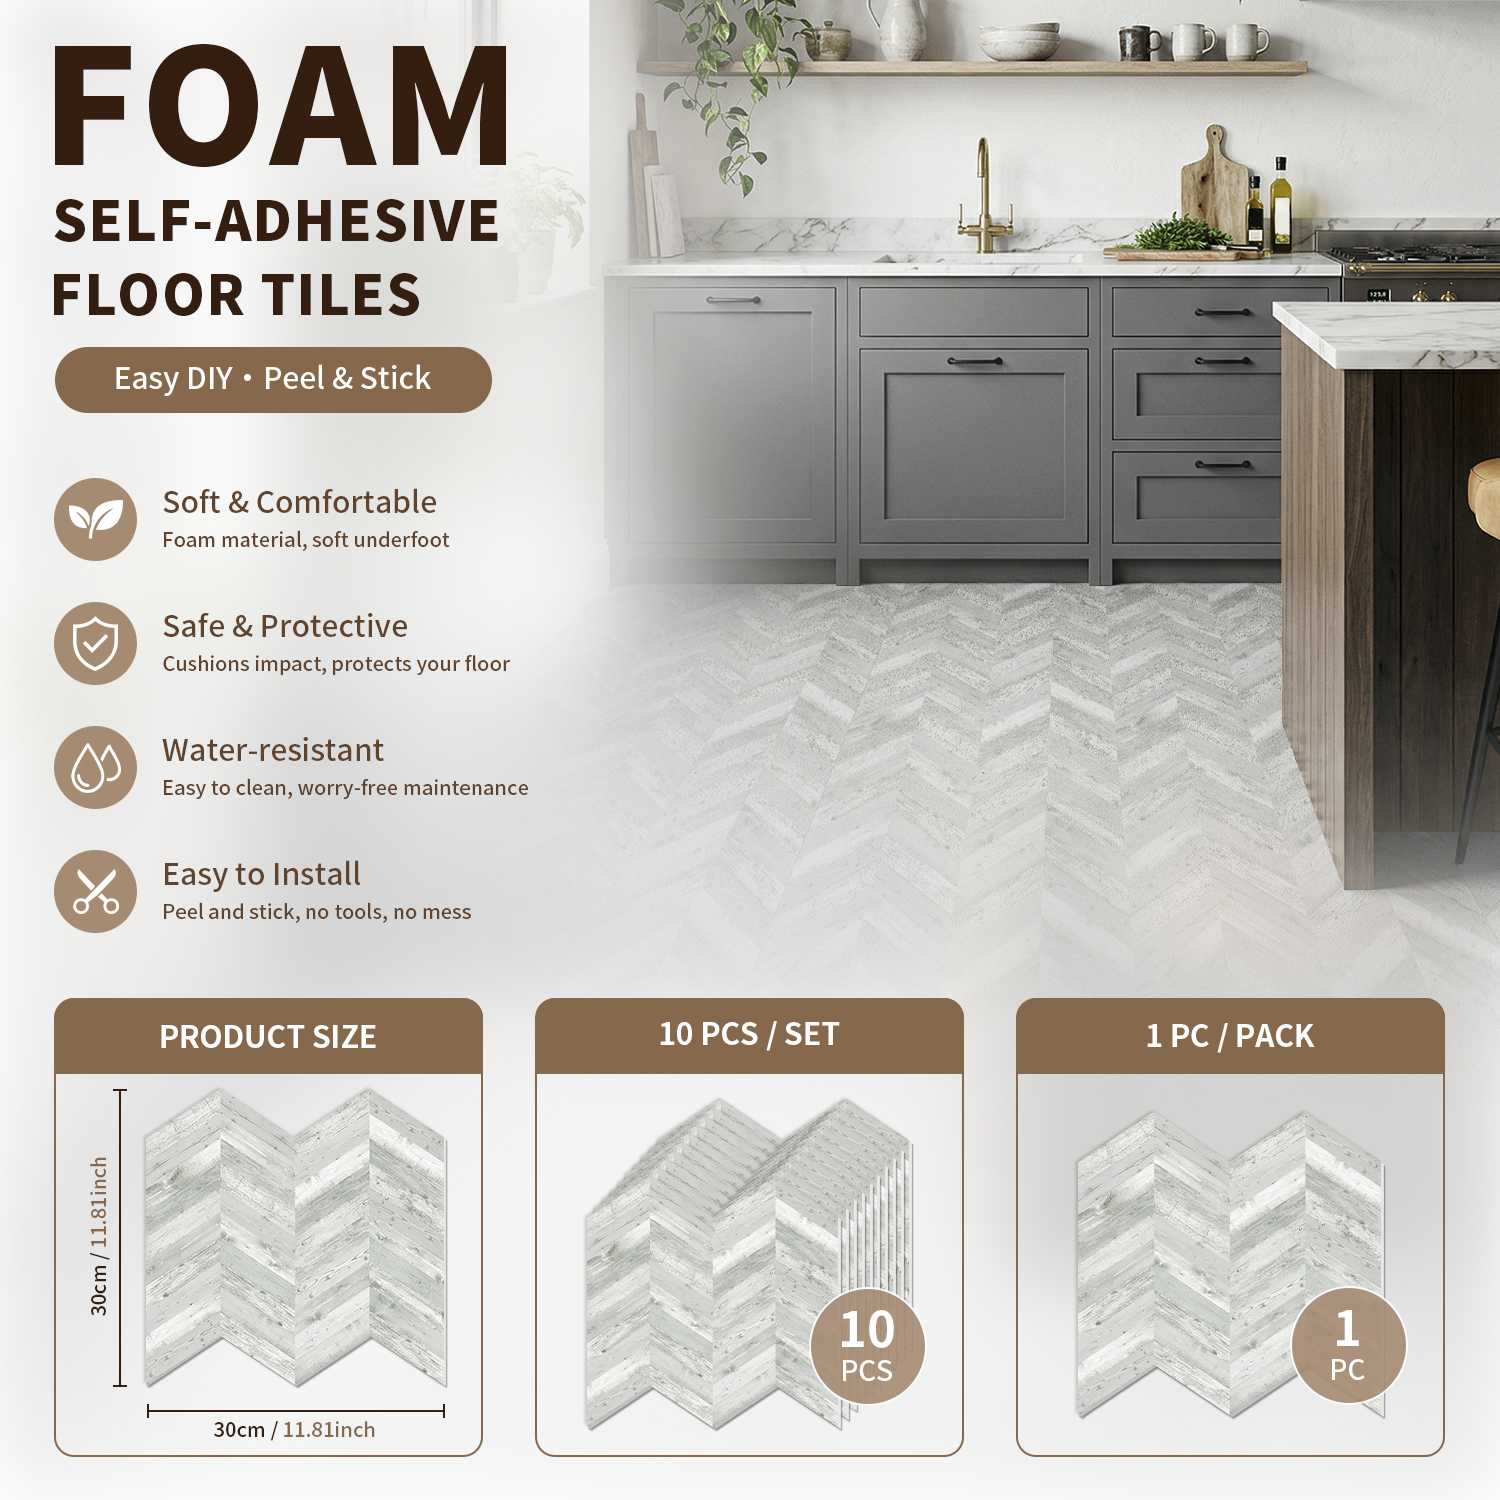 FOAM
SELF-ADHESIVE
FLOOR TILES
Easy DIY • Peel & Stick
Soft & Comfortable
Foam material, soft underfoot
Safe & Protective
Cushions impact, protects your floor
Water-resistant
Easy to clean, worry-free maintenance
Easy to Install
Peel and stick, no tools, no mess
PRODUCT SIZE
30cm / 11.81inch
30cm / 11.81inch
10 PCS / SET
10
PCS
1 PC / PACK
1
PC